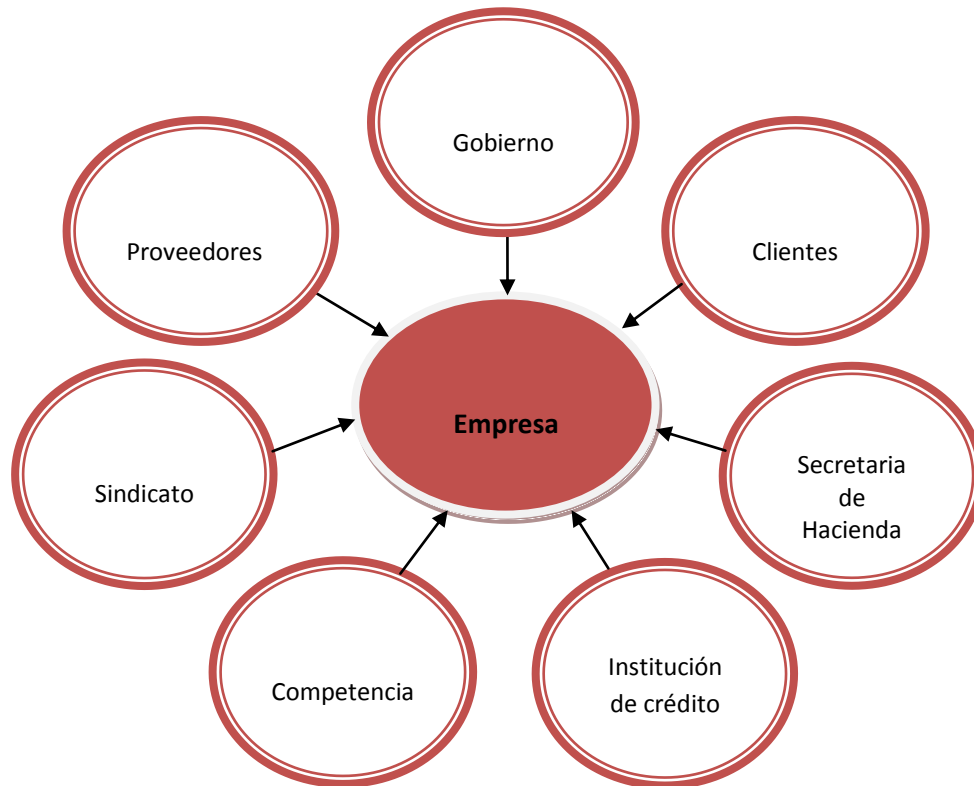 Gobierno
Proveedores
Clientes
Empresa
Sindicato
Secretaria
de
Hacienda
Competencia
Institución
de crédito